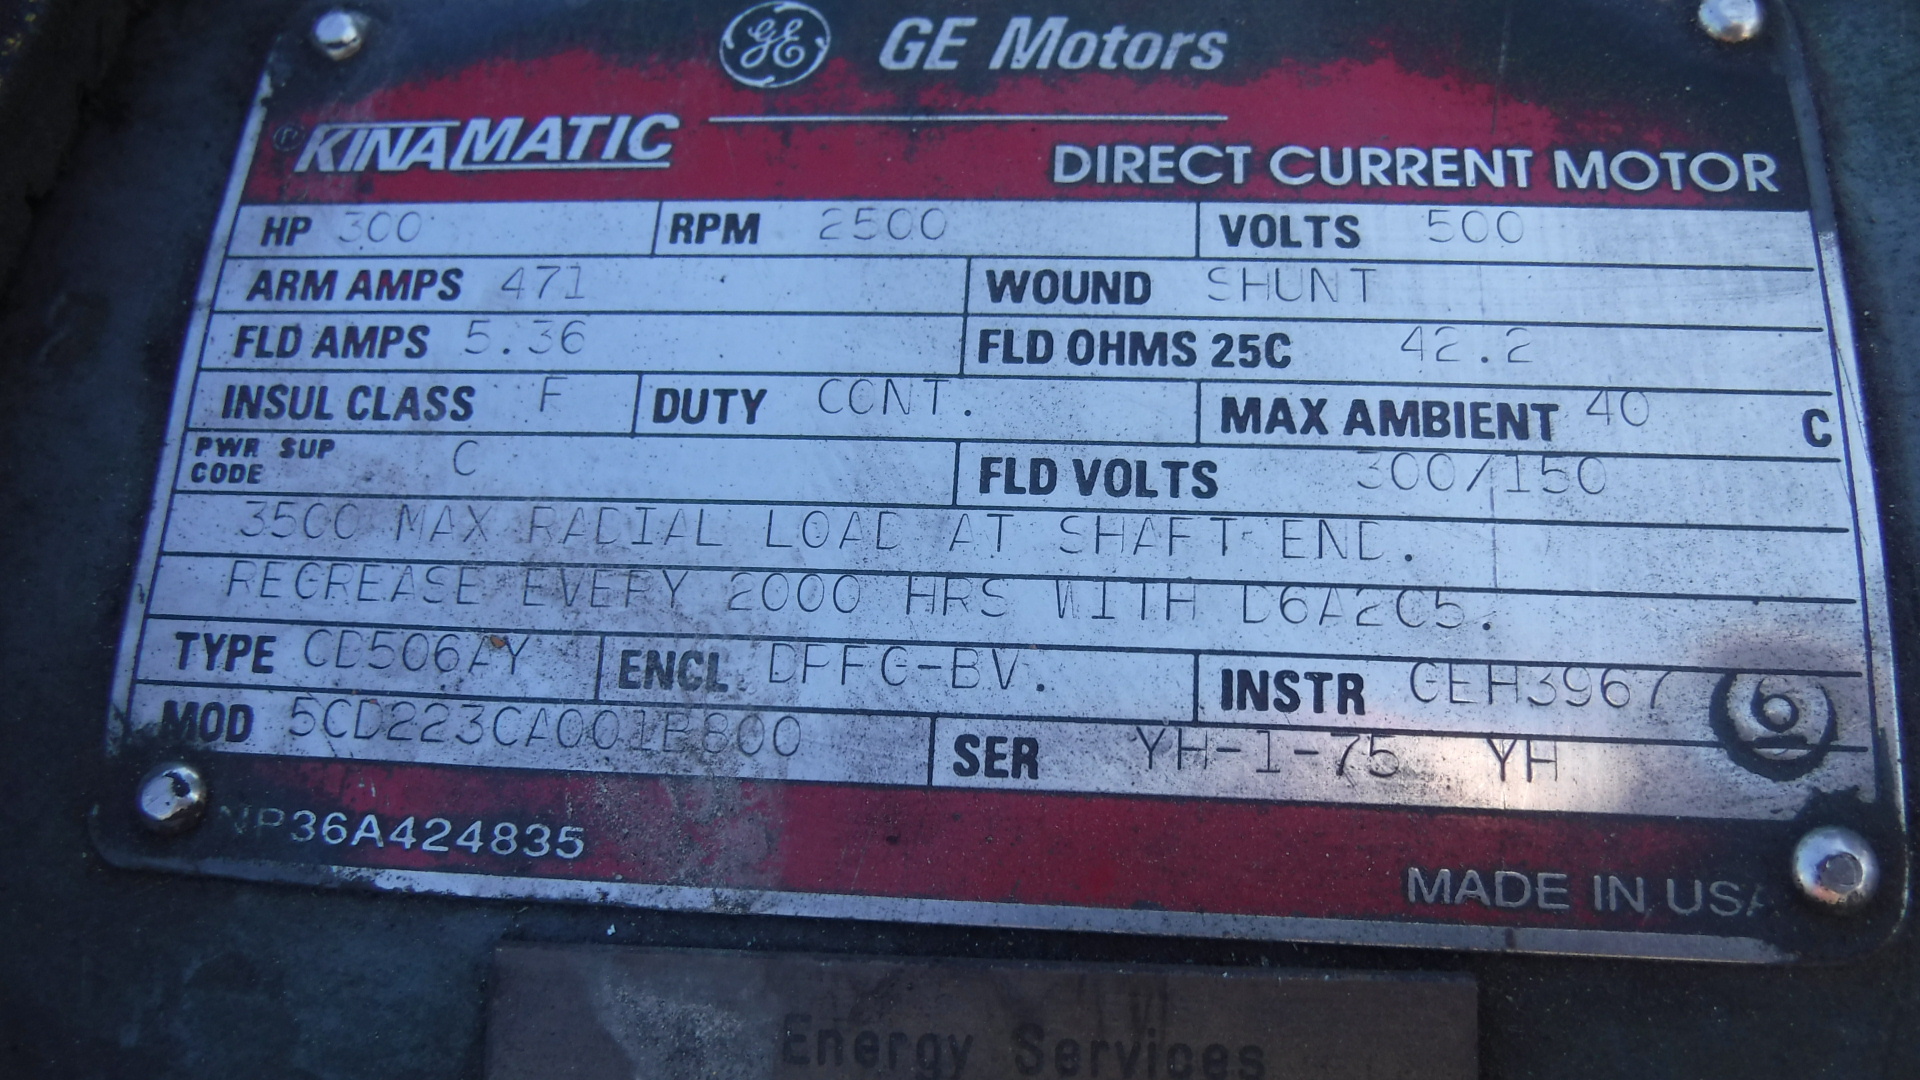 GE GE Motors
® KINAMATIC
DIRECT CURRENT MOTOR
HP 300 RPM 2500 VOLTS 500
ARM AMPS 471 WOUND SHUNT
FLD AMPS 5.36 FLD OHMS 25C 42.2
INSUL CLASS F DUTY CONT. MAX AMBIENT 40 C
PWR SUP CODE C FLD VOLTS 300/150
3500 MAX RADIAL LOAD AT SHAFT END.
REGREASE EVERY 2000 HRS WITH D6A2C5.
TYPE CD506AY ENCL DPFG-BV. INSTR GEH3967 6
MOD 5CD223CA001B800 SER YH-1-75 YH
NP36A424835
MADE IN USA
Energy Services